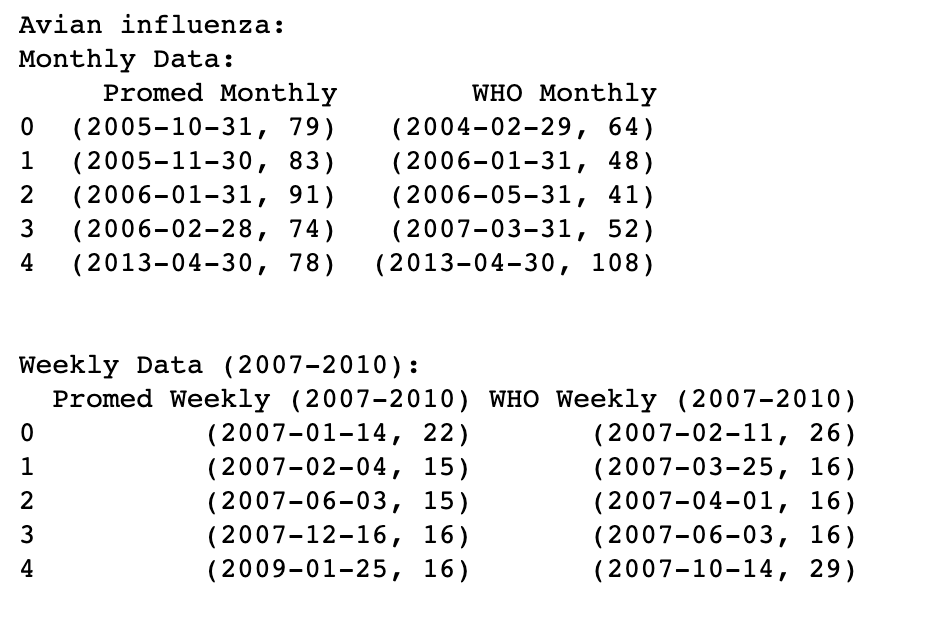 Avian influenza:
Monthly Data:
Promed Monthly WHO Monthly
0 (2005-10-31, 79) (2004-02-29, 64)
1 (2005-11-30, 83) (2006-01-31, 48)
2 (2006-01-31, 91) (2006-05-31, 41)
3 (2006-02-28, 74) (2007-03-31, 52)
4 (2013-04-30, 78) (2013-04-30, 108)
Weekly Data (2007-2010):
Promed Weekly (2007-2010) WHO Weekly (2007-2010)
0 (2007-01-14, 22) (2007-02-11, 26)
1 (2007-02-04, 15) (2007-03-25, 16)
2 (2007-06-03, 15) (2007-04-01, 16)
3 (2007-12-16, 16) (2007-06-03, 16)
4 (2009-01-25, 16) (2007-10-14, 29)